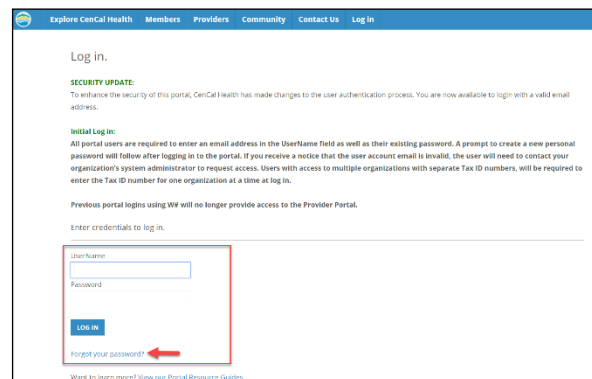 Explore CenCal Health Members Providers Community Contact Us Log in
Log in.
SECURITY UPDATE:
To enhance the security of this portal, CenCal Health has made changes to the user authentication process. You are now available to login with a valid email
address.
Initial Log in:
All portal users are required to enter an email address in the UserName field as well as their existing password. A prompt to create a new personal
password will follow after logging in to the portal. If you receive a notice that the user account email is invalid, the user will need to contact your
organization's system administrator to request access. Users with access to multiple organizations with separate Tax ID numbers, will be required to
enter the Tax ID number for one organization at a time at log in.
Previous portal logins using W# will no longer provide access to the Provider Portal.
Enter credentials to log in.
UserName
Password
LOG IN
Forgot your password?
Want to learn more? View our Portal Resource Guides